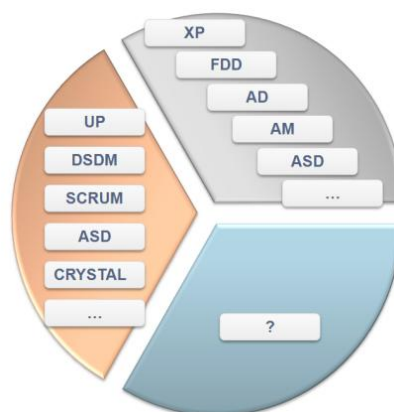 XP
FDD
AD
AM
ASD
...
UP
DSDM
SCRUM
ASD
CRYSTAL
...
?